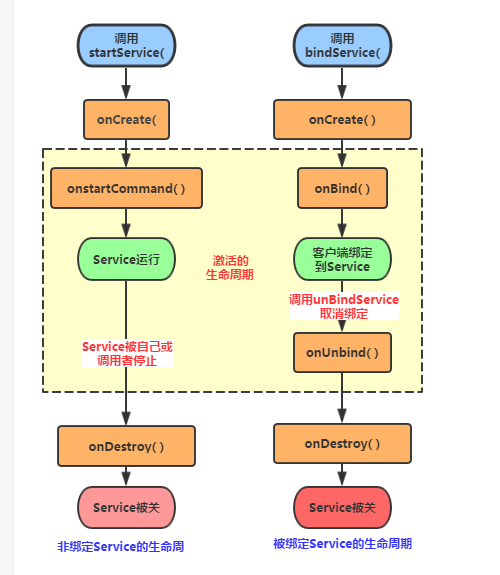 调用
startService(
onCreate(
onstartCommand( )
Service运行
Service被自己或
调用者停止
onDestroy( )
Service被关
非绑定Service的生命周
激活的
生命周期
调用
bindService(
onCreate( )
onBind( )
客户端绑定
到Service
调用unBindService
取消绑定
onUnbind( )
onDestroy( )
Service被关
被绑定Service的生命周期